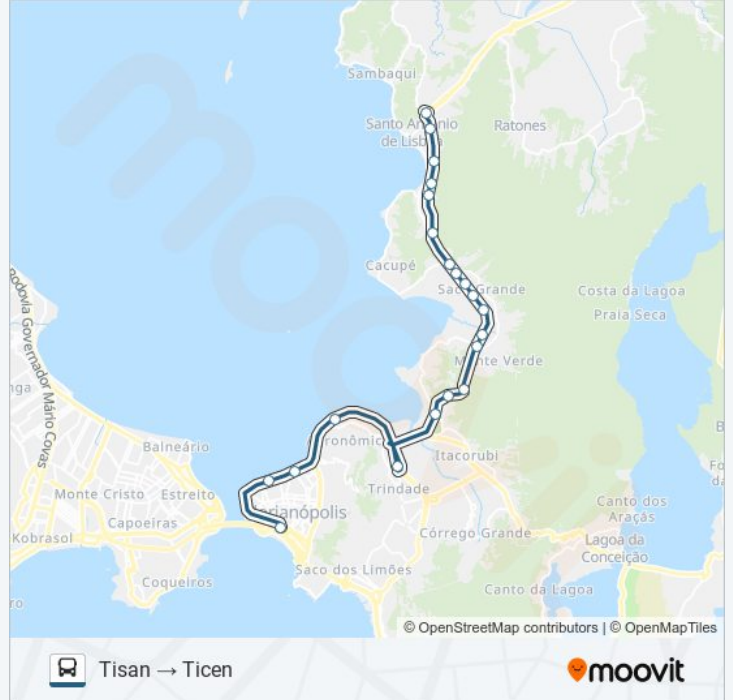 Sambaqui
Santo Antônio
de Lisboa
Ratones
Cacupé
Saco Grande
Costa da Lagoa
Praia Seca
Monte Verde
Rodovia Governador Mário Covas
Balneário
Agronômica
Itacorubi
Trindade
Monte Cristo
Estreito
Capoeiras
Florianópolis
Kobrasol
Córrego Grande
Canto dos
Araçás
Lagoa da
Conceição
Coqueiros
Saco dos Limões
Canto da Lagoa
© OpenStreetMap contributors | © OpenMapTiles
Tisan → Ticen
moovit